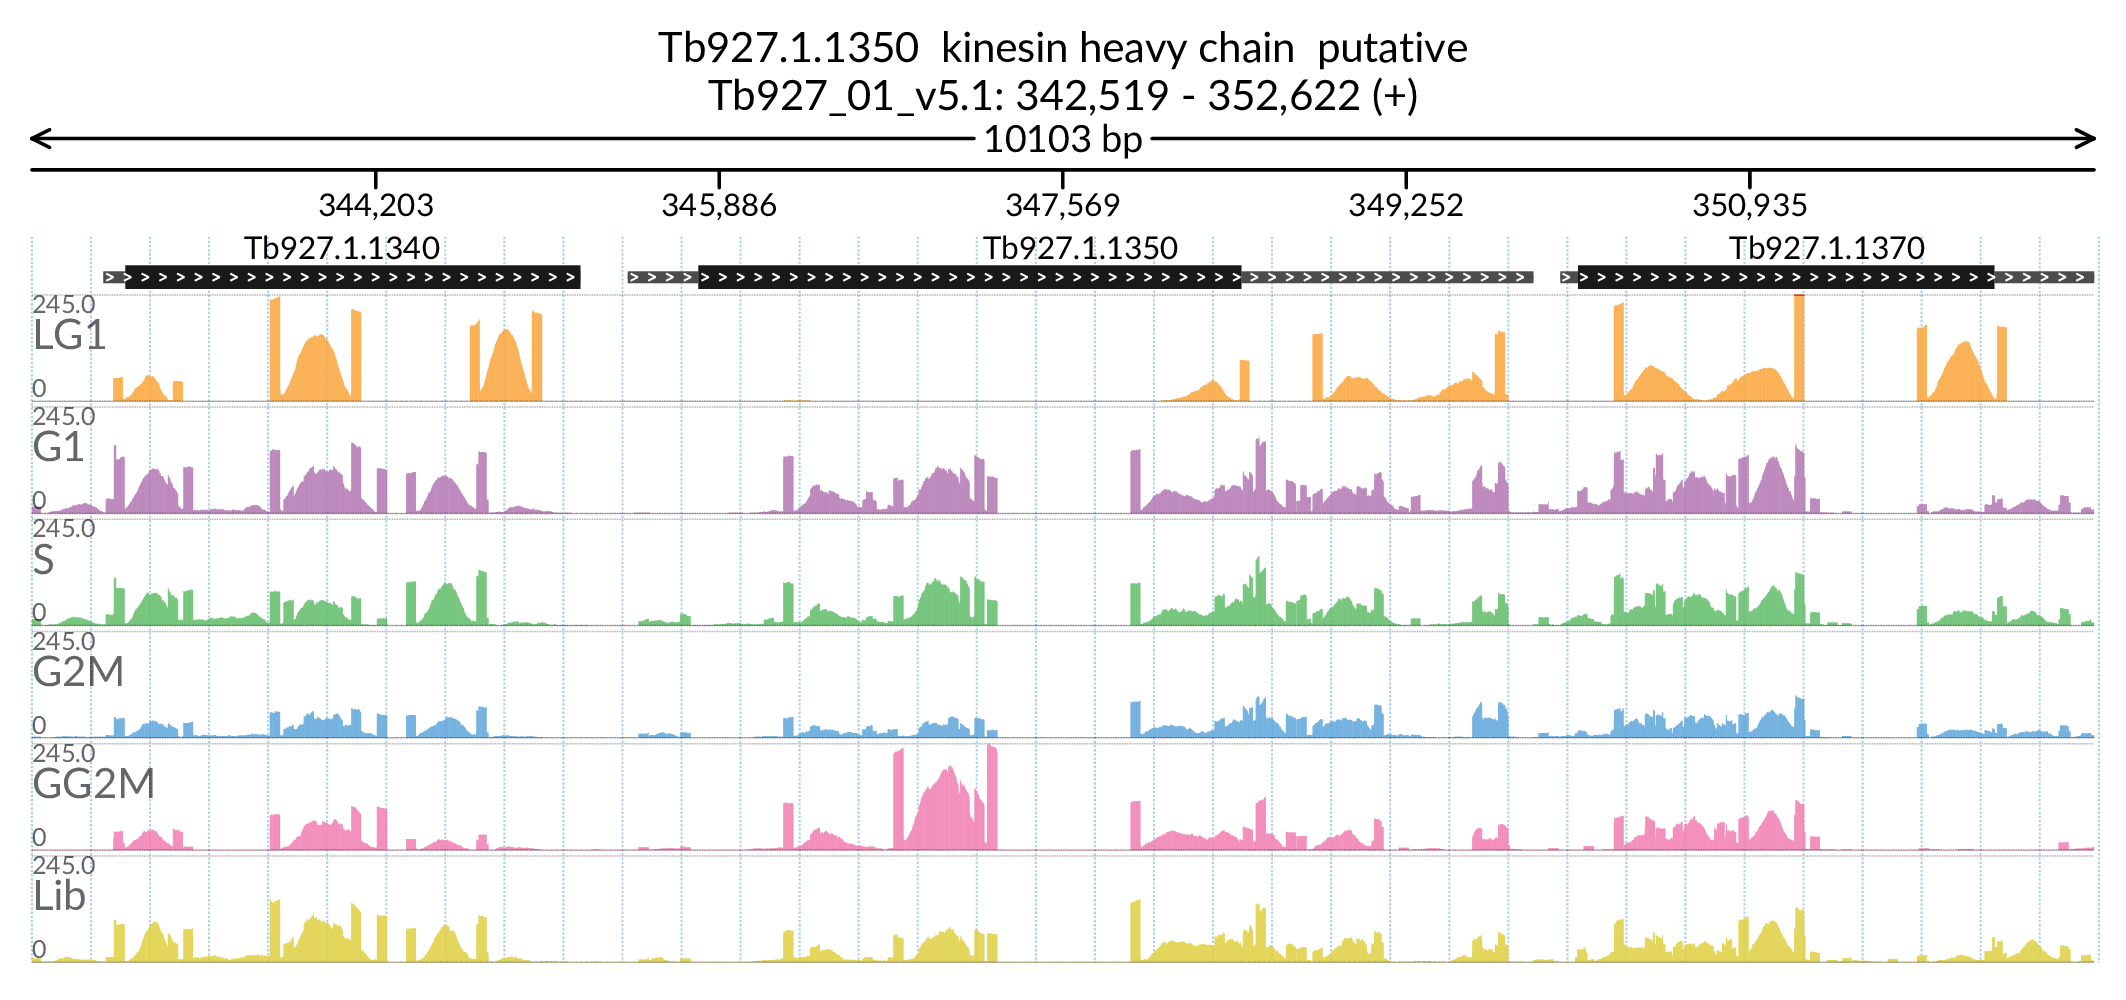 Tb927.1.1350 kinesin heavy chain putative
Tb927_01_v5.1: 342,519 - 352,622 (+)
10103 bp
344,203 345,886 347,569 349,252 350,935
Tb927.1.1340 Tb927.1.1350 Tb927.1.1370
245.0
LG1
0
245.0
G1
0
245.0
S
0
245.0
G2M
0
245.0
GG2M
0
245.0
Lib
0